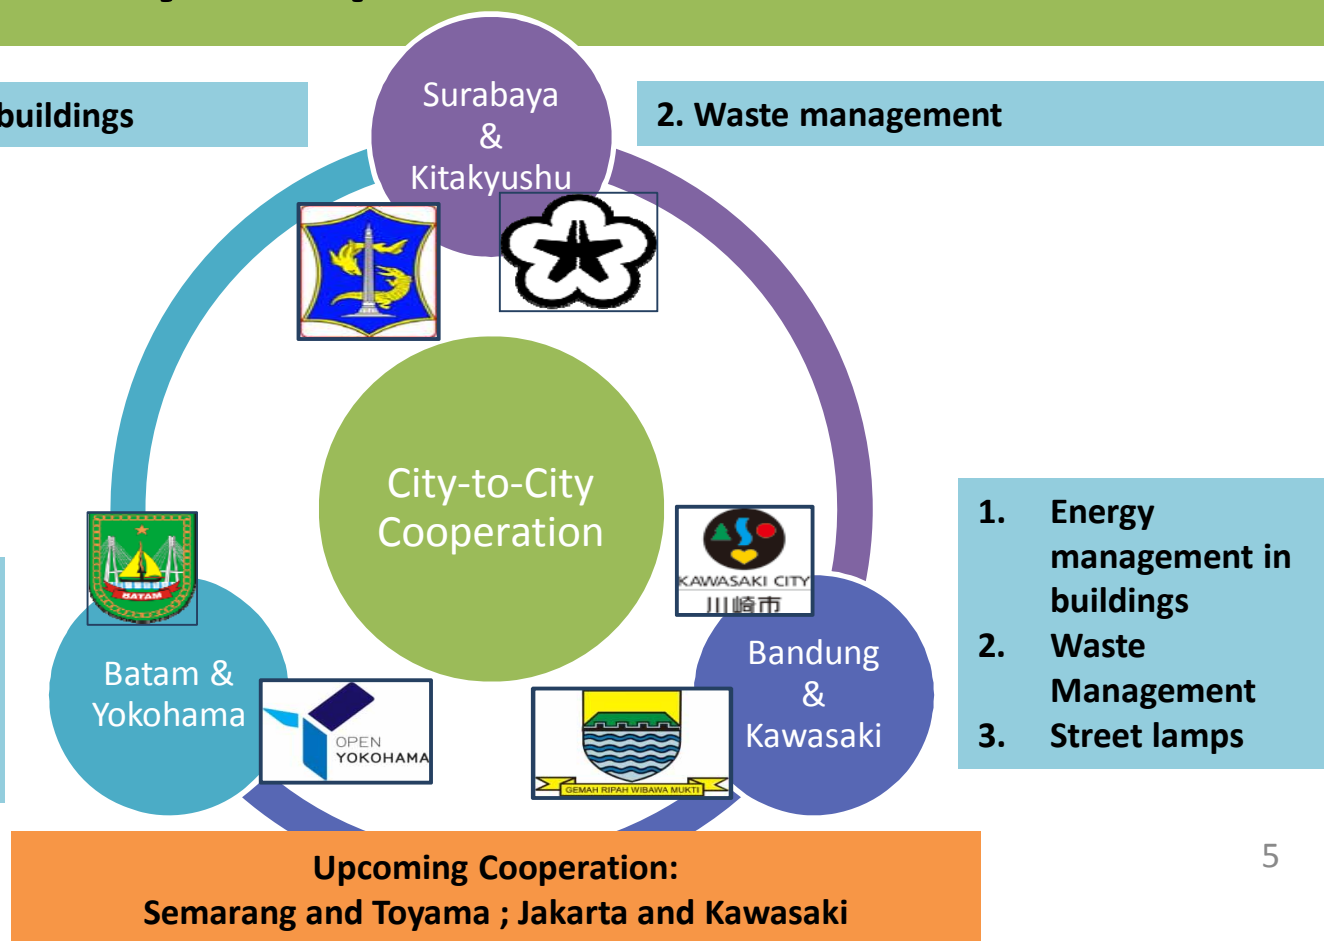 Surabaya
&
Kitakyushu
buildings
2. Waste management
City-to-City
Cooperation
KAWASAKI CITY
川崎市
BATAM
Batam &
Yokohama
OPEN
YOKOHAMA
Bandung
&
Kawasaki
GEMAH RIPAH WIBAWA MUKTI
1. Energy
management in
buildings
2. Waste
Management
3. Street lamps
Upcoming Cooperation:
Semarang and Toyama ; Jakarta and Kawasaki
5